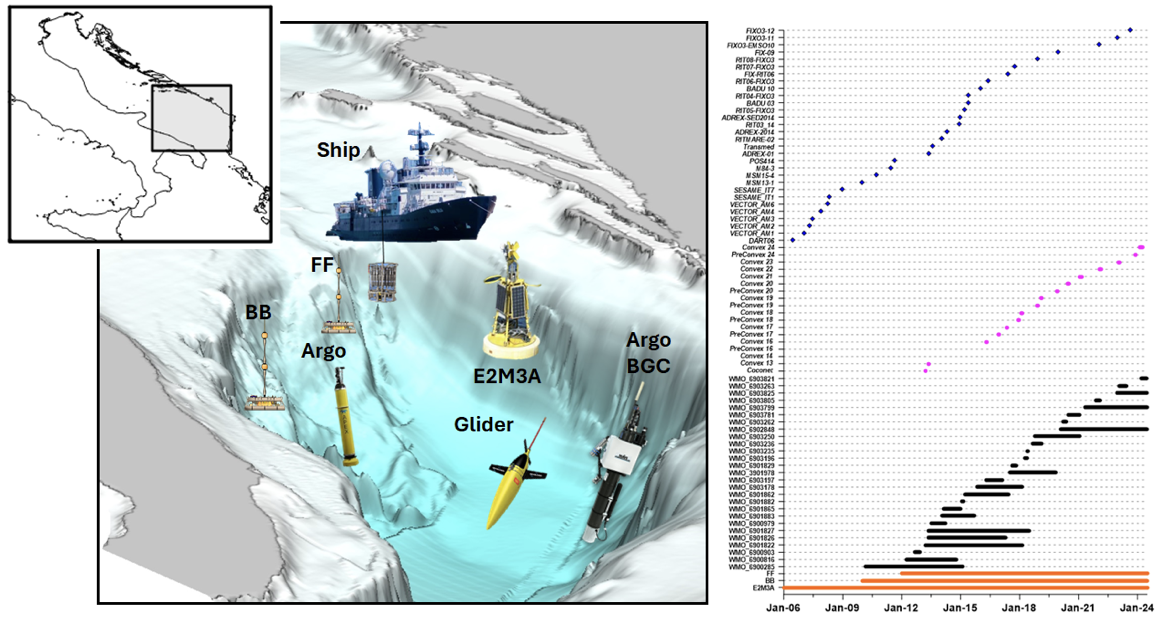 Ship
FF
BB
Argo
E2M3A
Argo
BGC
Glider
FIXO3-12
FIXO3-11
FIXO3-EMSO10
FIX-09
RIT08-FIXO3
RIT07-FIXO3
FIX-RIT06
RIT06-FIXO3
BADU 10
RIT04-FIXO3
BADU 03
RIT05-FIXO3
ADREX-SED2014
RIT03_14
ADREX-2014
RITMARE-02
Transmed
ADREX-01
POS414
M84-3
MSM15-4
MSM13-1
SESAME_IT7
SESAME_IT1
VECTOR_AM6
VECTOR_AM4
VECTOR_AM3
VECTOR_AM2
VECTOR_AM1
DART06
Convex 24
PreConvex 24
Convex 23
Convex 22
Convex 21
Convex 20
PreConvex 20
Convex 19
PreConvex 19
Convex 18
PreConvex 18
Convex 17
PreConvex 17
Convex 16
PreConvex 16
Convex 14
Convex 13
Coconet
WMO_6903821
WMO_6903263
WMO_6903825
WMO_6903805
WMO_6903799
WMO_6903781
WMO_6903262
WMO_6902848
WMO_6903250
WMO_6903236
WMO_6903235
WMO_6903196
WMO_6901829
WMO_3901978
WMO_6903197
WMO_6903178
WMO_6901862
WMO_6901882
WMO_6901865
WMO_6901883
WMO_6900979
WMO_6901827
WMO_6901826
WMO_6901822
WMO_6900903
WMO_6900816
WMO_6900285
FF
BB
E2M3A
Jan-06 Jan-09 Jan-12 Jan-15 Jan-18 Jan-21 Jan-24